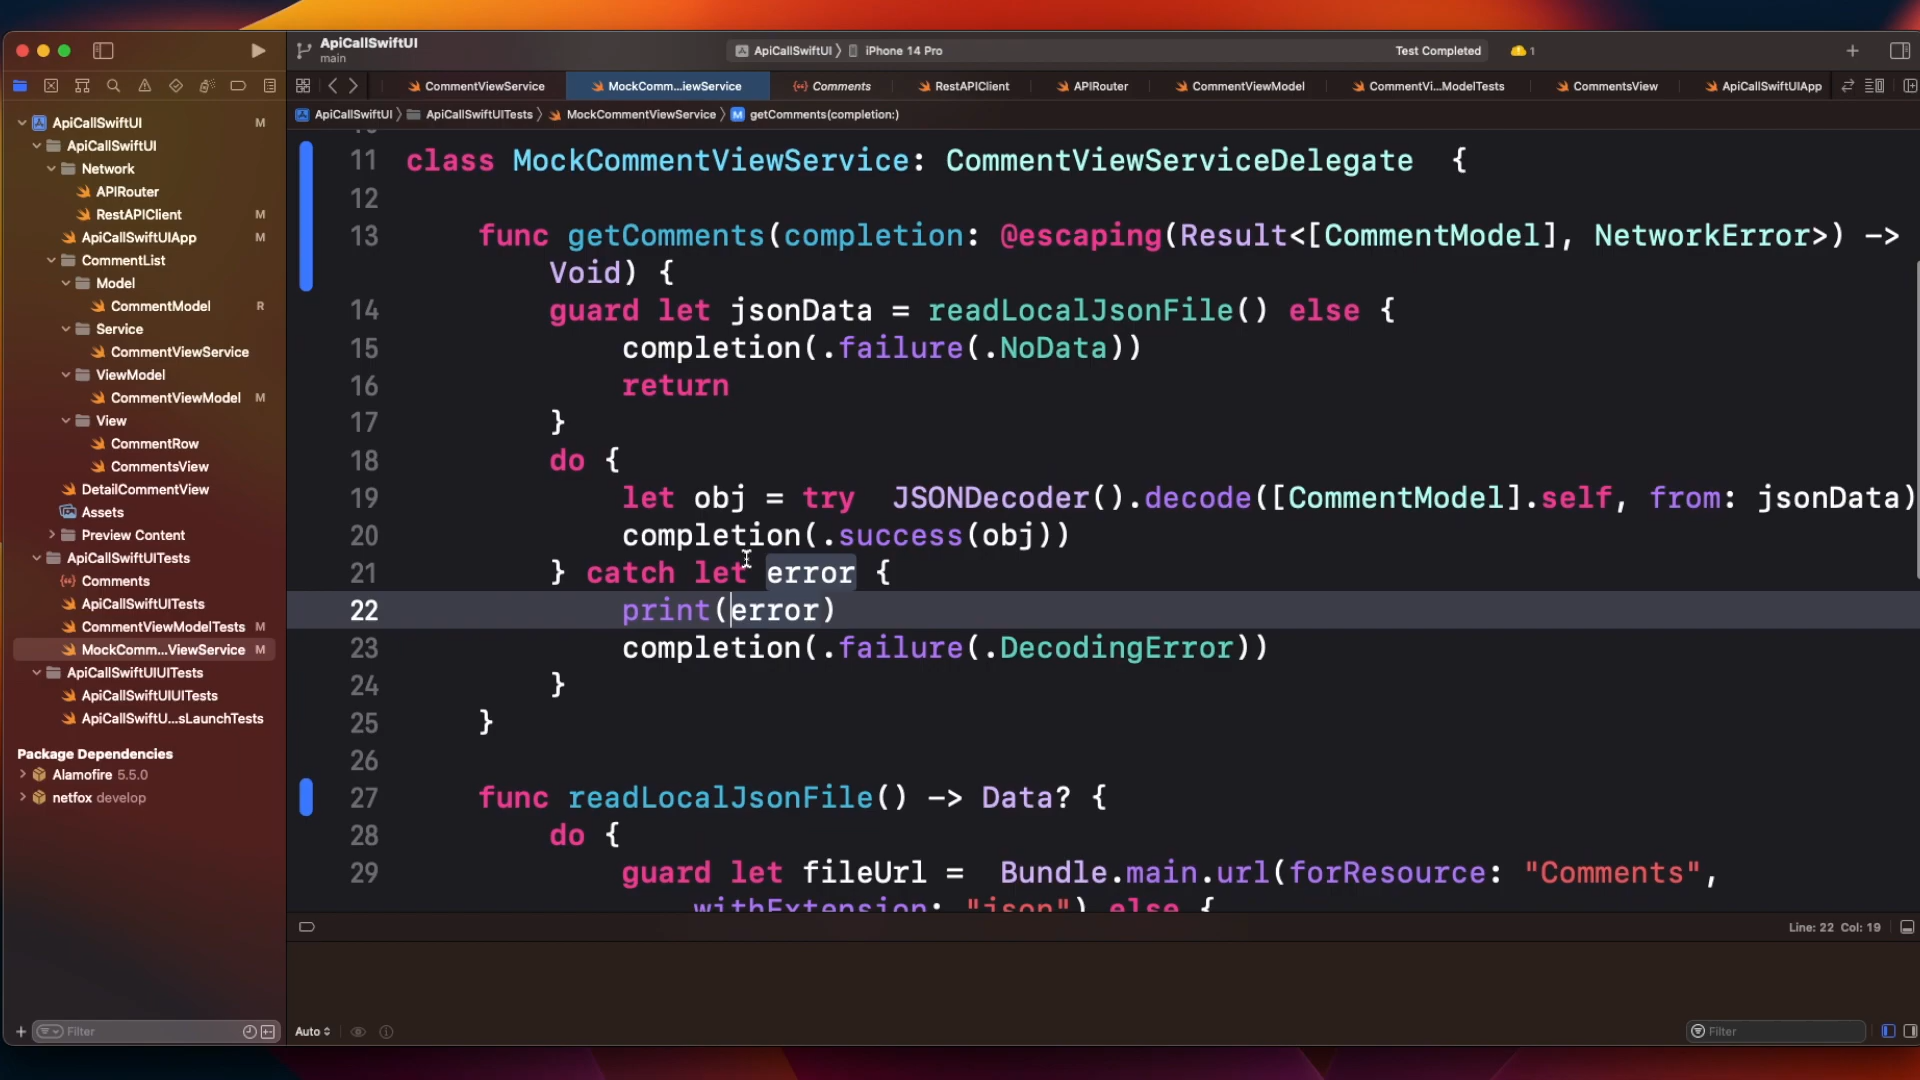 ApiCallSwiftUI
main
ApiCallSwiftUI
iPhone 14 Pro
Test Completed
1
CommentViewService
MockComm...iewService
Comments
RestAPIClient
APIRouter
CommentViewModel
CommentVi...ModelTests
CommentsView
ApiCallSwiftUIApp
ApiCallSwiftUI
ApiCallSwiftUITests
MockCommentViewService
M getComments(completion:)
ApiCallSwiftUI M
ApiCallSwiftUI
Network
APIRouter
RestAPIClient M
ApiCallSwiftUIApp M
CommentList
Model
CommentModel R
Service
CommentViewService
ViewModel
CommentViewModel M
View
CommentRow
CommentsView
DetailCommentView
Assets
Preview Content
ApiCallSwiftUITests
Comments
ApiCallSwiftUITests
CommentViewModelTests M
MockComm...ViewService M
ApiCallSwiftUIUITests
ApiCallSwiftUIUITests
ApiCallSwiftU...sLaunchTests
Package Dependencies
Alamofire 5.5.0
netfox develop
Filter
11 class MockCommentViewService: CommentViewServiceDelegate {
12
13 func getComments(completion: @escaping(Result<[CommentModel], NetworkError>) ->
Void) {
14 guard let jsonData = readLocalJsonFile() else {
15 completion(.failure(.NoData))
16 return
17 }
18 do {
19 let obj = try JSONDecoder().decode([CommentModel].self, from: jsonData)
20 completion(.success(obj))
21 } catch let error {
22 print(error)
23 completion(.failure(.DecodingError))
24 }
25 }
26
27 func readLocalJsonFile() -> Data? {
28 do {
29 guard let fileUrl = Bundle.main.url(forResource: "Comments",
withExtension: "json") else {
Line: 22 Col: 19
Auto
Filter